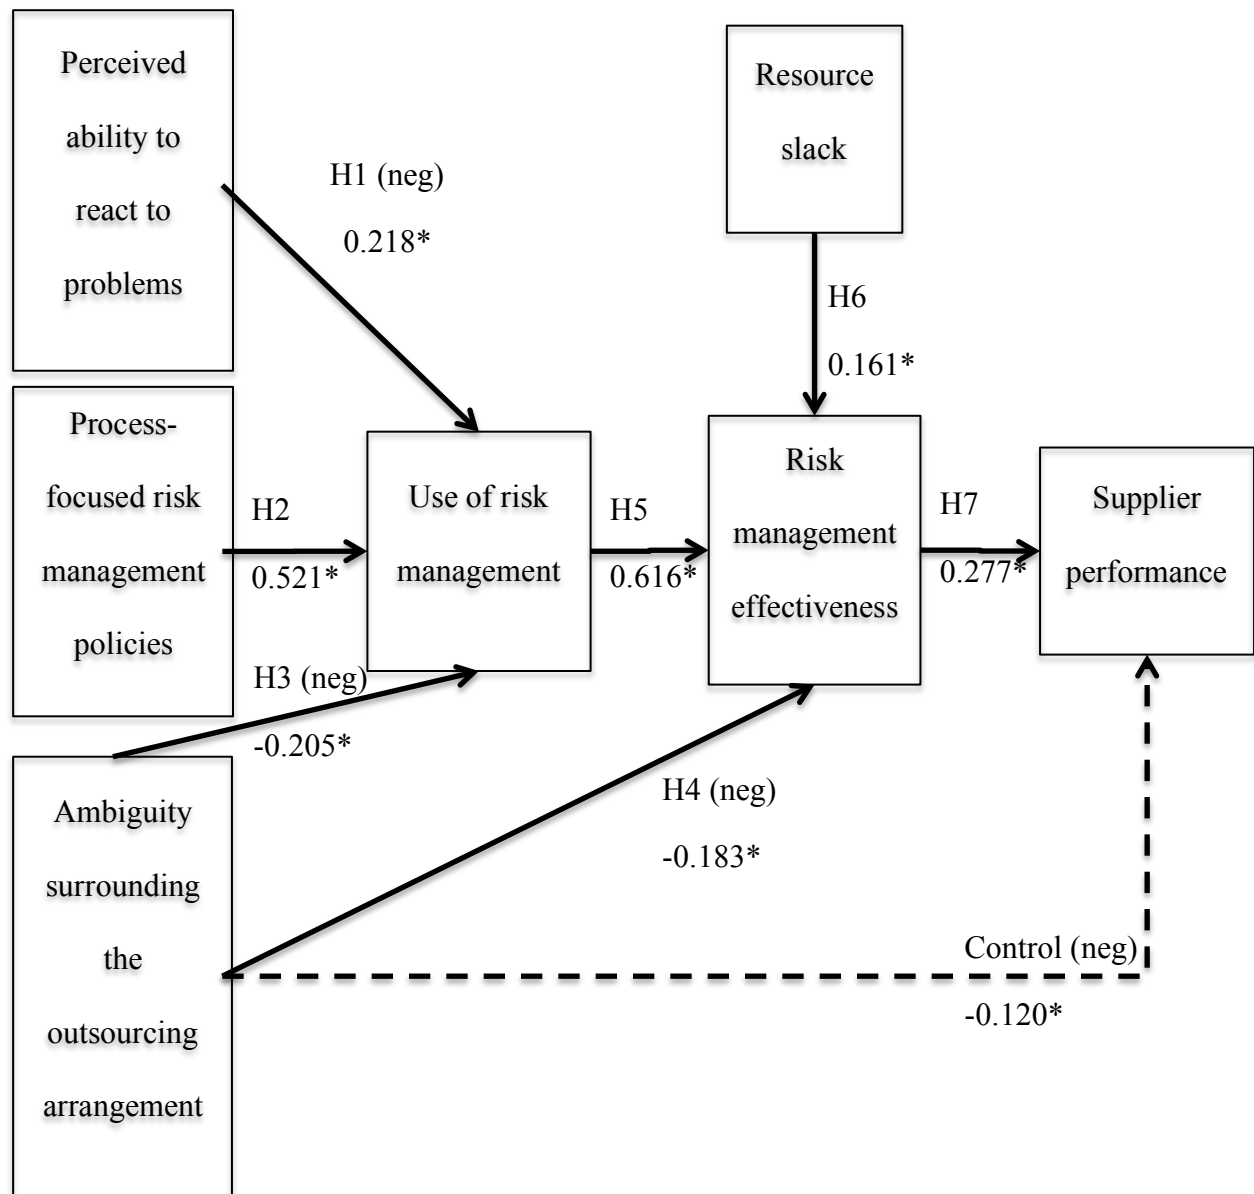 Perceived
ability to
react to
problems
Resource
slack
H1 (neg)
0.218*
H6
0.161*
Process-
focused risk
management
policies
H2
0.521*
Use of risk
management
H5
0.616*
Risk
management
effectiveness
H7
0.277*
Supplier
performance
H3 (neg)
-0.205*
Ambiguity
surrounding
the
outsourcing
arrangement
H4 (neg)
-0.183*
Control (neg)
-0.120*